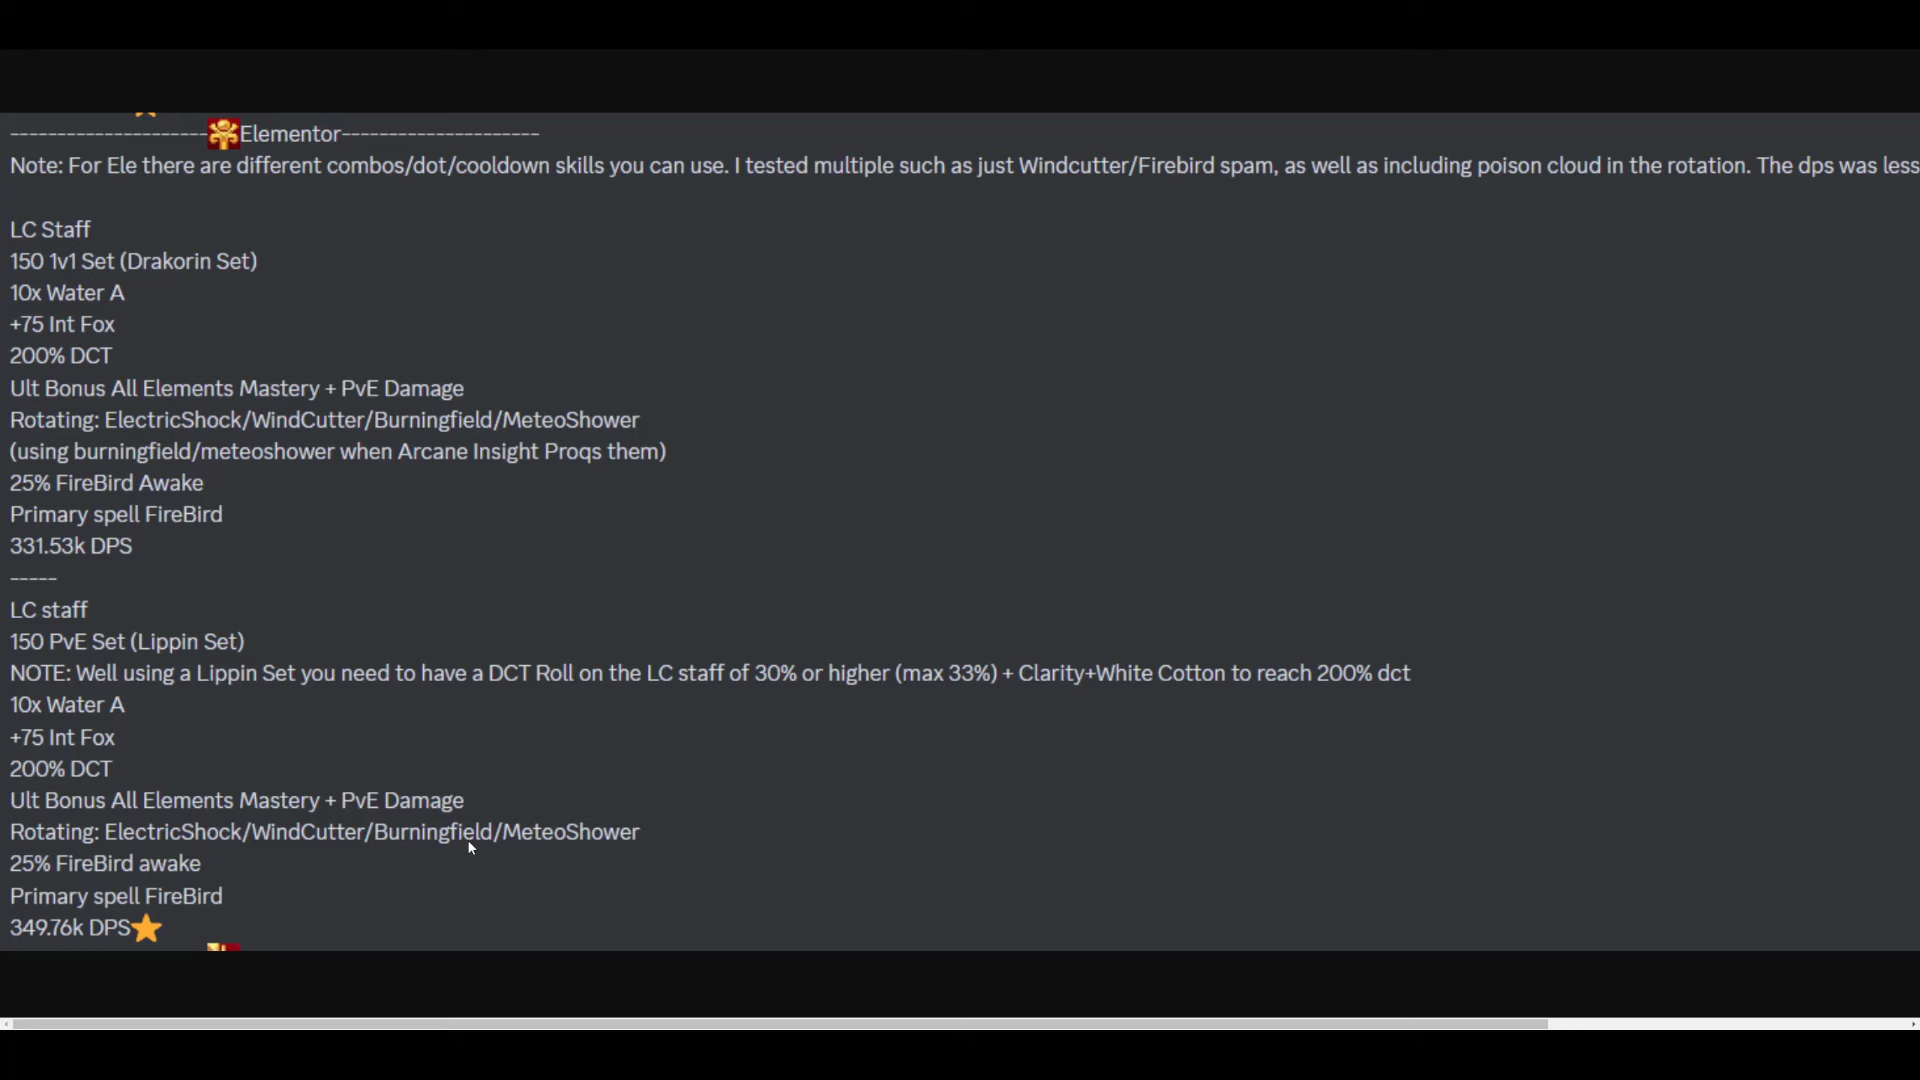 ---------------------Elementor---------------------
Note: For Ele there are different combos/dot/cooldown skills you can use. I tested multiple such as just Windcutter/Firebird spam, as well as including poison cloud in the rotation. The dps was less
LC Staff
150 1v1 Set (Drakorin Set)
10x Water A
+75 Int Fox
200% DCT
Ult Bonus All Elements Mastery + PvE Damage
Rotating: ElectricShock/WindCutter/Burningfield/MeteoShower
(using burningfield/meteoshower when Arcane Insight Proqs them)
25% FireBird Awake
Primary spell FireBird
331.53k DPS
-----
LC staff
150 PvE Set (Lippin Set)
NOTE: Well using a Lippin Set you need to have a DCT Roll on the LC staff of 30% or higher (max 33%) + Clarity+White Cotton to reach 200% dct
10x Water A
+75 Int Fox
200% DCT
Ult Bonus All Elements Mastery + PvE Damage
Rotating: ElectricShock/WindCutter/Burningfield/MeteoShower
25% FireBird awake
Primary spell FireBird
349.76k DPS